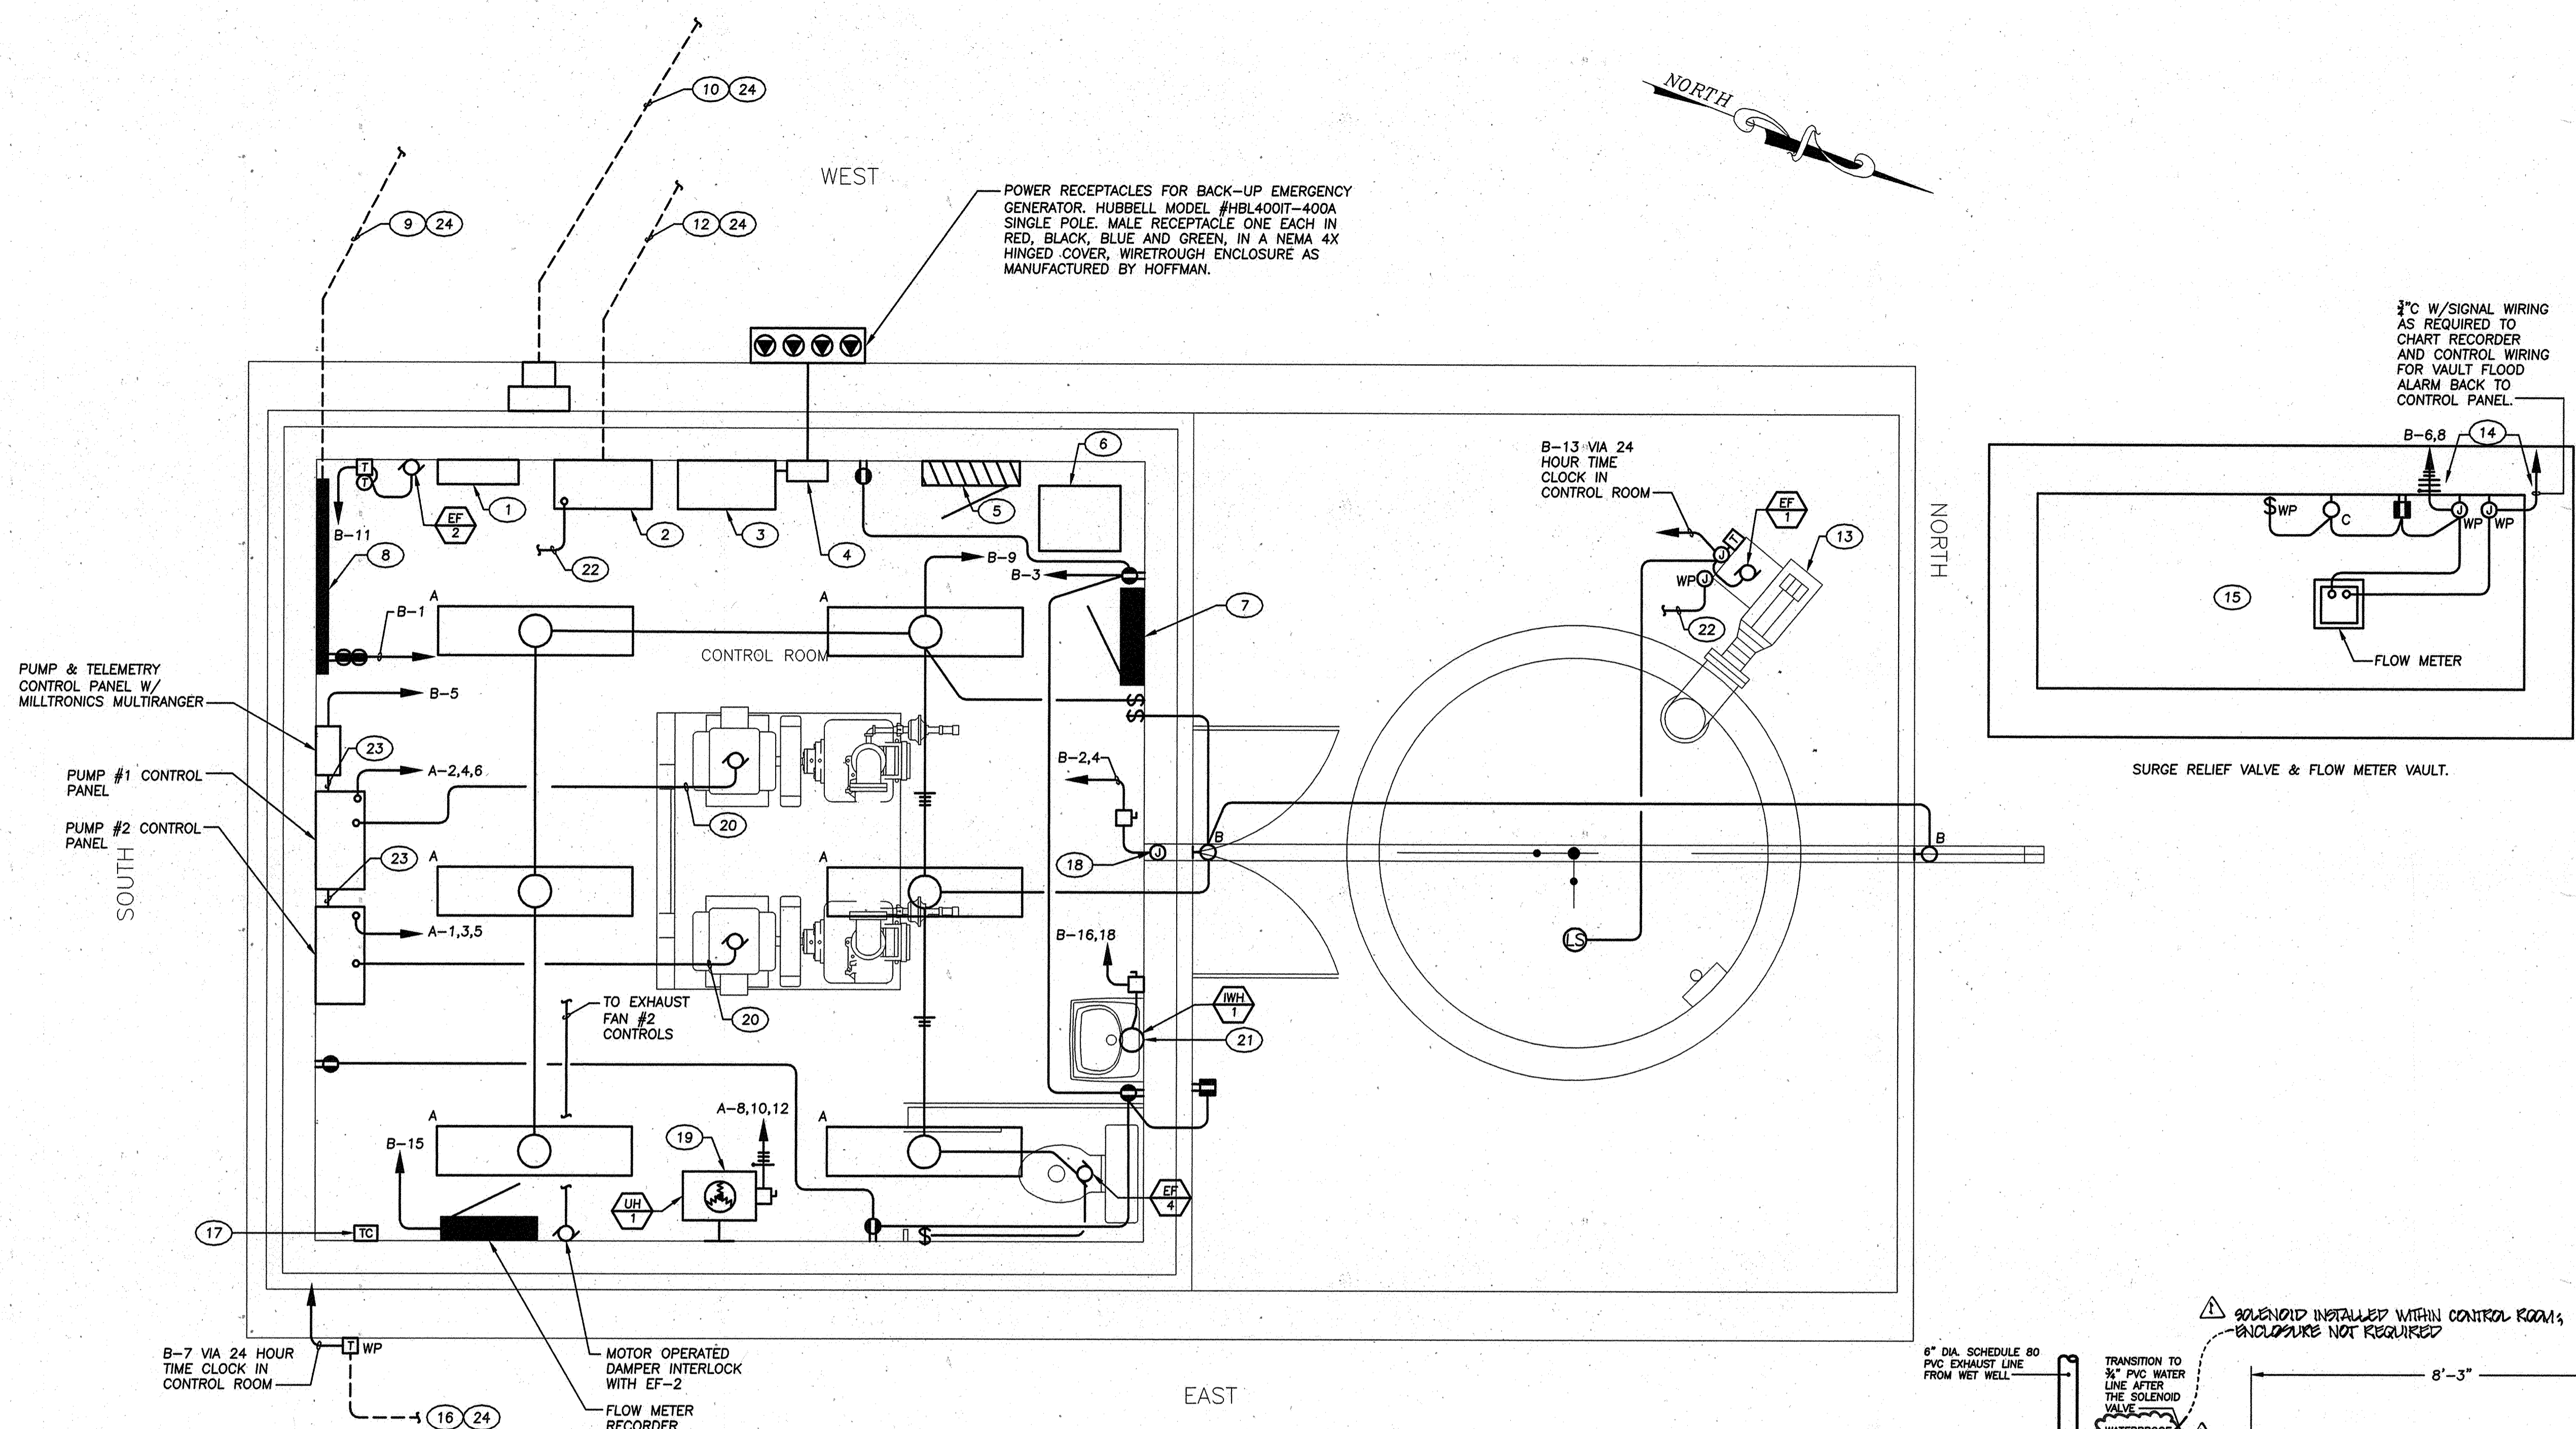 10 24
NORTH
9 24
12 24
WEST
POWER RECEPTACLES FOR BACK-UP EMERGENCY
GENERATOR. HUBBELL MODEL #HBL400IT-400A
SINGLE POLE. MALE RECEPTACLE ONE EACH IN
RED, BLACK, BLUE AND GREEN, IN A NEMA 4X
HINGED COVER, WIRETROUGH ENCLOSURE AS
MANUFACTURED BY HOFFMAN.
¾"C W/SIGNAL WIRING
AS REQUIRED TO
CHART RECORDER
AND CONTROL WIRING
FOR VAULT FLOOD
ALARM BACK TO
CONTROL PANEL.
B-6,8
14
B-13 VIA 24
HOUR TIME
CLOCK IN
CONTROL ROOM
T
T
EF
2
B-11
1
2
3
4
5
6
8
22
B-9
B-3
7
J
T
EF
1
13
WP J
22
NORTH
$ WP
C
J
WP
J
WP
15
FLOW METER
SURGE RELIEF VALVE & FLOW METER VAULT.
A
A
B-1
CONTROL ROOM
PUMP & TELEMETRY
CONTROL PANEL W/
MILLTRONICS MULTIRANGER
B-5
23
PUMP #1 CONTROL
PANEL
A-2,4,6
$
$
B-2,4
20
PUMP #2 CONTROL
PANEL
SOUTH
23
A
A
18
J
B
B
A-1,3,5
LS
B-16,18
IWH
1
21
TO EXHAUST
FAN #2
CONTROLS
20
A
A
A-8,10,12
B-15
19
UH
1
EF
4
17
TC
$
B-7 VIA 24 HOUR
TIME CLOCK IN
CONTROL ROOM
T WP
16 24
MOTOR OPERATED
DAMPER INTERLOCK
WITH EF-2
FLOW METER
RECORDER
EAST
1 SOLENOID INSTALLED WITHIN CONTROL ROOM;
ENCLOSURE NOT REQUIRED
6" DIA. SCHEDULE 80
PVC EXHAUST LINE
FROM WET WELL
TRANSITION TO
¾" PVC WATER
LINE AFTER
THE SOLENOID
VALVE
WATERPROOF
8'-3"